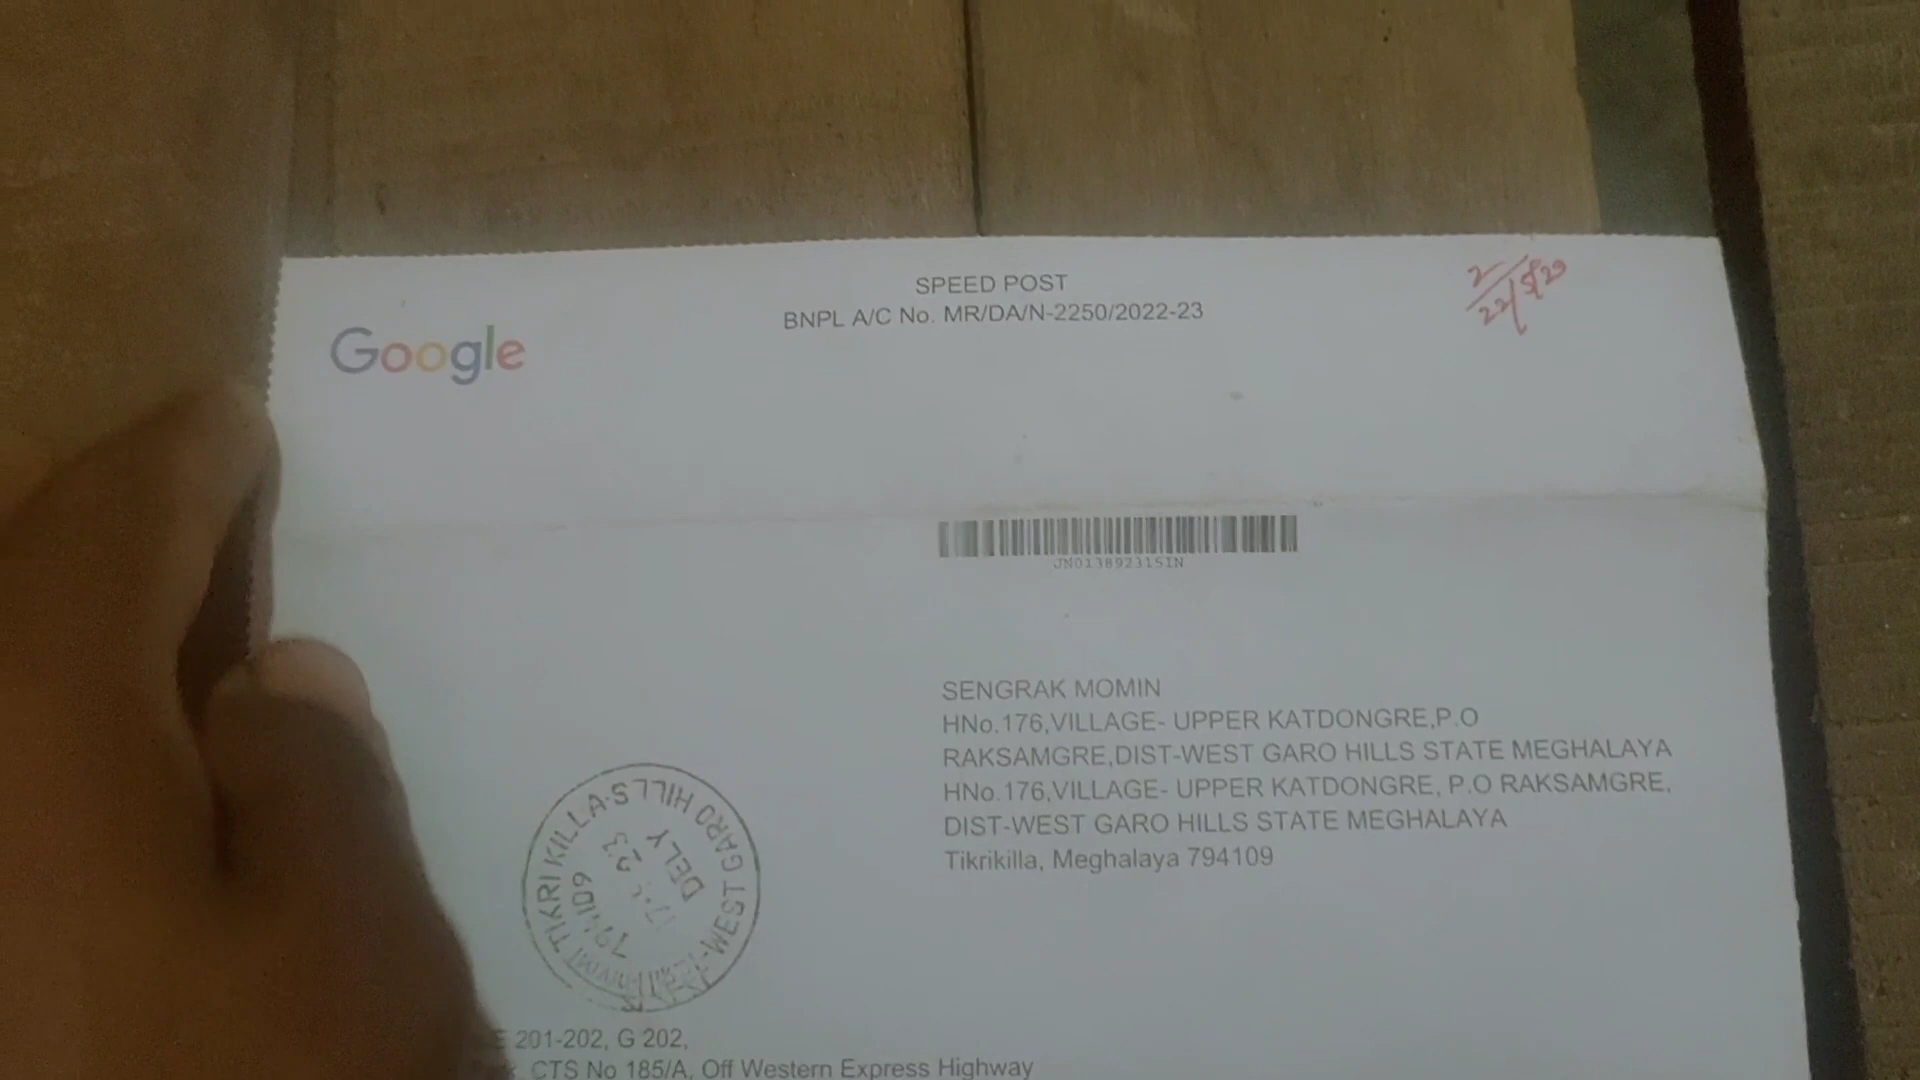 SPEED POST
BNPL A/C No. MR/DA/N-2250/2022-23
Google
JN013892315IN
SENGRAK MOMIN
HNo.176,VILLAGE- UPPER KATDONGRE,P.O
RAKSAMGRE,DIST-WEST GARO HILLS STATE MEGHALAYA
HNo.176,VILLAGE- UPPER KATDONGRE, P.O RAKSAMGRE,
DIST-WEST GARO HILLS STATE MEGHALAYA
Tikrikilla, Meghalaya 794109
TIKRI KILLA·S
WEST GARO HILLS
794109
DELY
201-202, G 202,
CTS No 185/A, Off Western Express Highway